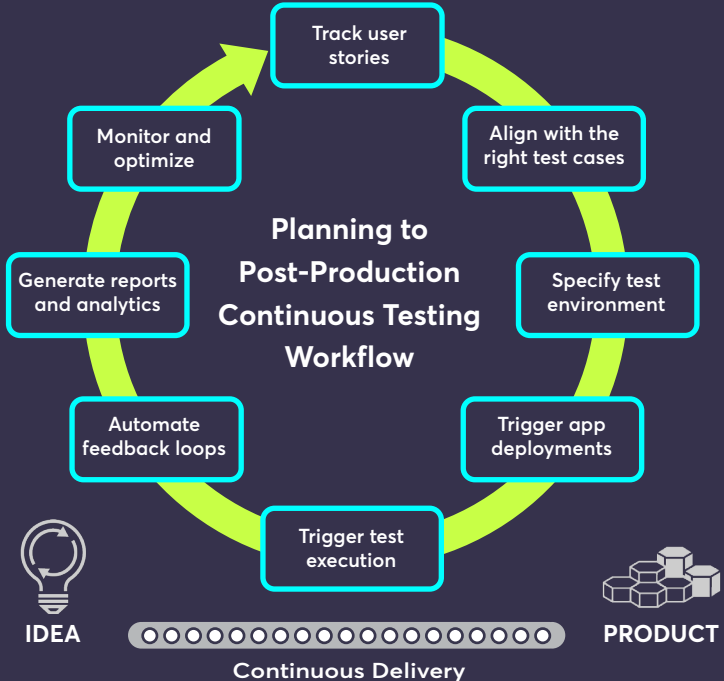 Track user
stories
Align with the
right test cases
Specify test
environment
Trigger app
deployments
Trigger test
execution
Automate
feedback loops
Generate reports
and analytics
Monitor and
optimize
Planning to
Post-Production
Continuous Testing
Workflow
IDEA
PRODUCT
Continuous Delivery